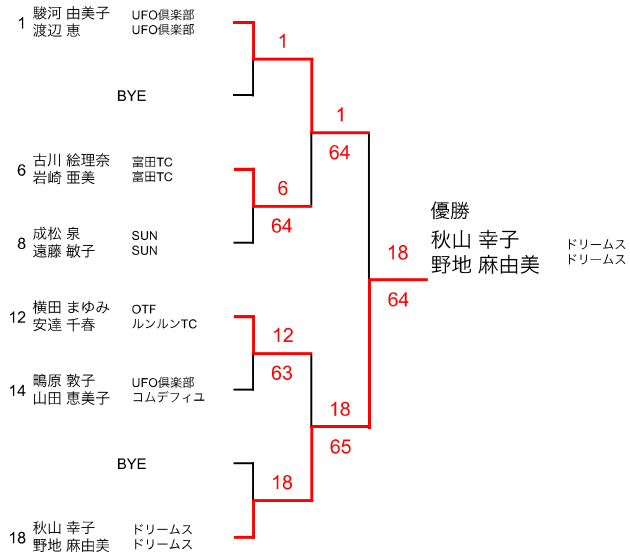 1 駿河 由美子 UFO倶楽部
渡辺 恵 UFO倶楽部
1
BYE
1
64
6 古川 絵理奈 富田TC
岩崎 亜美 富田TC
6
64
8 成松 泉 SUN
遠藤 敏子 SUN
優勝
秋山 幸子 ドリームス
野地 麻由美 ドリームス
18
64
12 横田 まゆみ OTF
安達 千春 ルンルンTC
12
63
14 鴫原 敦子 UFO倶楽部
山田 恵美子 コムデフィユ
18
65
BYE
18
18 秋山 幸子 ドリームス
野地 麻由美 ドリームス